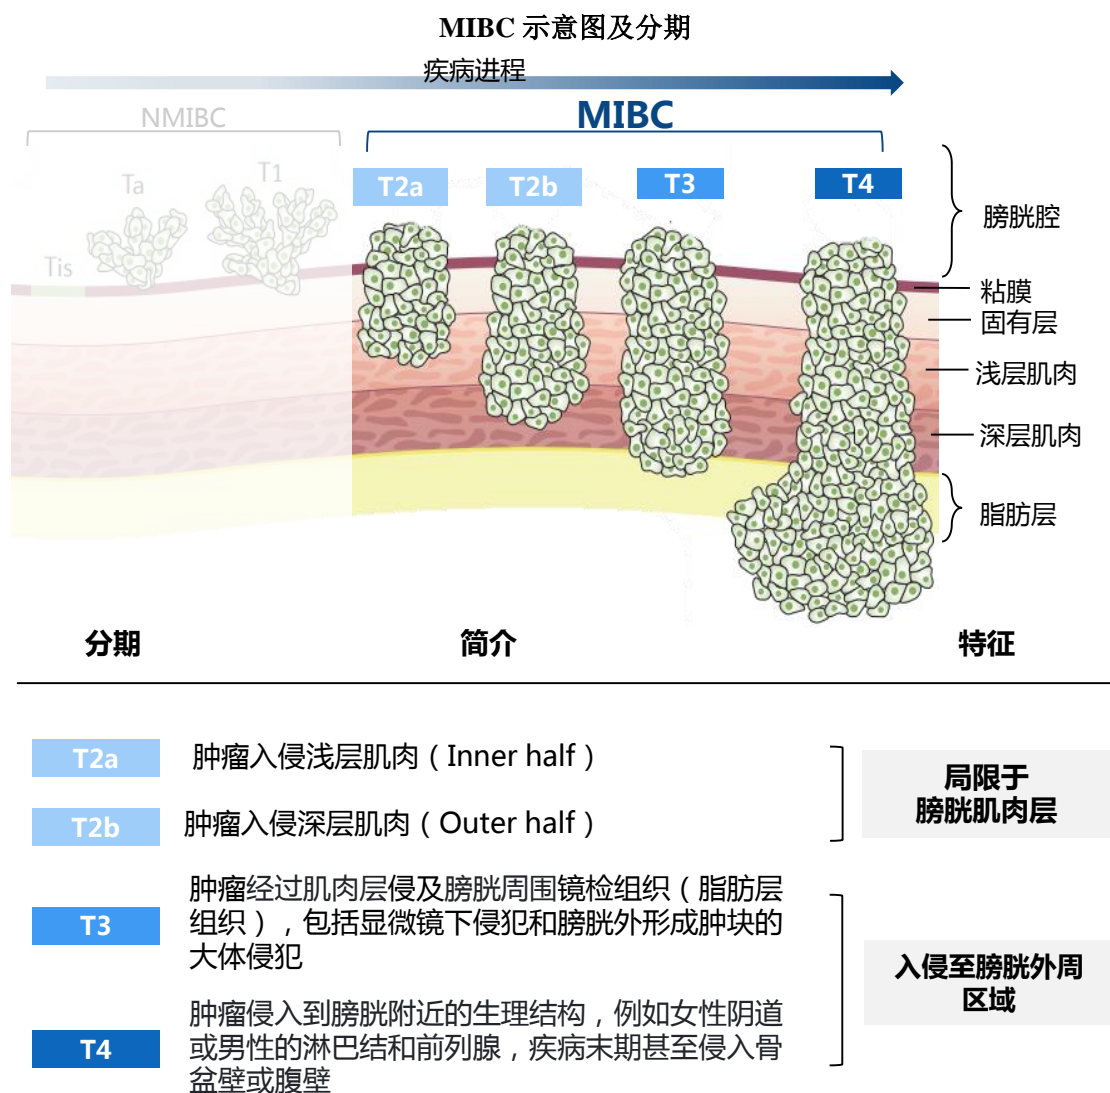 MIBC 示意图及分期
疾病进程
NMIBC
MIBC
Tis
Ta
T1
T2a
T2b
T3
T4
膀胱腔
粘膜
固有层
浅层肌肉
深层肌肉
脂肪层
分期
简介
特征
T2a
肿瘤入侵浅层肌肉（Inner half）
T2b
肿瘤入侵深层肌肉（Outer half）
局限于
膀胱肌肉层
T3
肿瘤经过肌肉层侵及膀胱周围镜检组织（脂肪层
组织），包括显微镜下侵犯和膀胱外形成肿块的
大体侵犯
T4
肿瘤侵入到膀胱附近的生理结构，例如女性阴道
或男性的淋巴结和前列腺，疾病末期甚至侵入骨
盆壁或腹壁
入侵至膀胱外周
区域